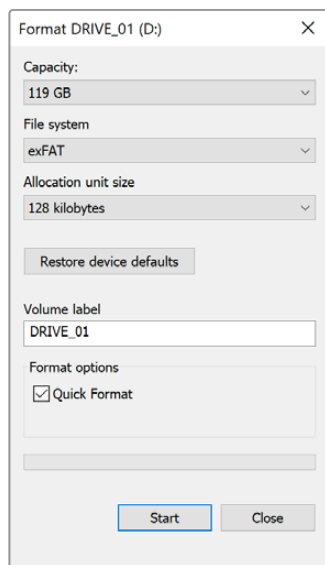 Format DRIVE_01 (D:)
Capacity:
119 GB
File system
exFAT
Allocation unit size
128 kilobytes
Restore device defaults
Volume label
DRIVE_01
Format options
Quick Format
Start
Close